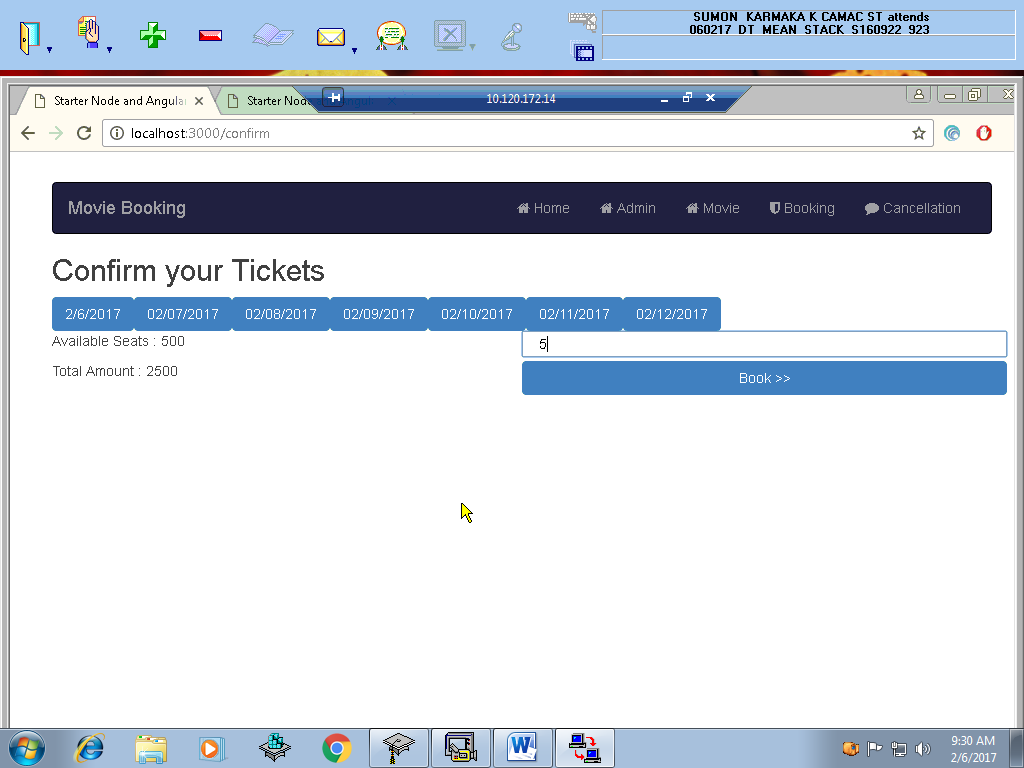 SUMON KARMAKA K CAMAC ST attends
060217 DT MEAN STACK S160922 923
Starter Node and Angula
Starter Nod
10.120.172.14
localhost:3000/confirm
Movie Booking
Home
Admin
Movie
Booking
Cancellation
Confirm your Tickets
2/6/2017
02/07/2017
02/08/2017
02/09/2017
02/10/2017
02/11/2017
02/12/2017
Available Seats : 500
5
Total Amount : 2500
Book >>
9:30 AM
2/6/2017